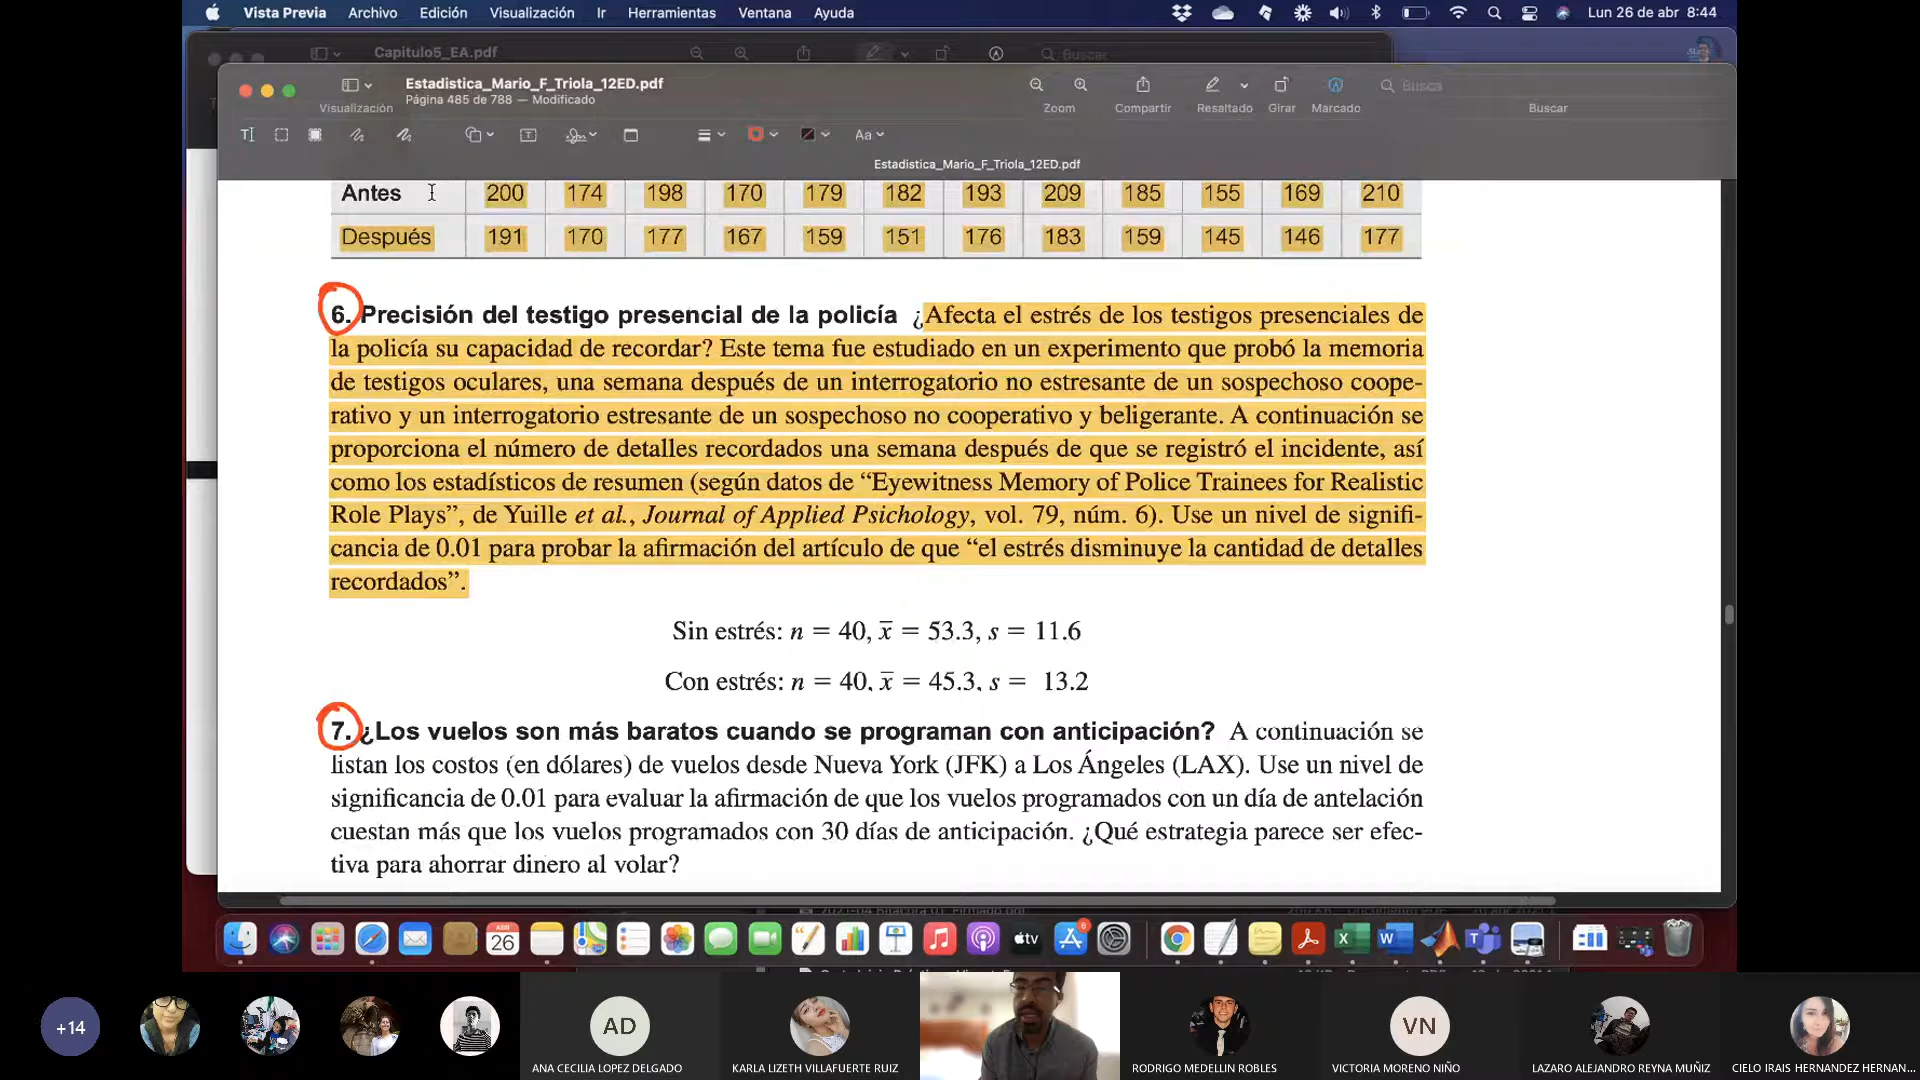 Vista Previa Archivo Edición Visualización Ir Herramientas Ventana Ayuda Lun 26 de abr 8:44
Capitulo5_EA.pdf
Buscar
Estadistica_Mario_F_Triola_12ED.pdf
Página 485 de 788 — Modificado
Busca
Visualización Zoom Compartir Resaltado Girar Marcado Buscar
Aa
Estadistica_Mario_F_Triola_12ED.pdf
Antes 200 174 198 170 179 182 193 209 185 155 169 210
Después 191 170 177 167 159 151 176 183 159 145 146 177
6. Precisión del testigo presencial de la policía ¿Afecta el estrés de los testigos presenciales de
la policía su capacidad de recordar? Este tema fue estudiado en un experimento que probó la memoria
de testigos oculares, una semana después de un interrogatorio no estresante de un sospechoso coope-
rativo y un interrogatorio estresante de un sospechoso no cooperativo y beligerante. A continuación se
proporciona el número de detalles recordados una semana después de que se registró el incidente, así
como los estadísticos de resumen (según datos de “Eyewitness Memory of Police Trainees for Realistic
Role Plays”, de Yuille et al., Journal of Applied Psichology, vol. 79, núm. 6). Use un nivel de signifi-
cancia de 0.01 para probar la afirmación del artículo de que “el estrés disminuye la cantidad de detalles
recordados”.
Sin estrés: n = 40, x̄ = 53.3, s = 11.6
Con estrés: n = 40, x̄ = 45.3, s = 13.2
7. ¿Los vuelos son más baratos cuando se programan con anticipación? A continuación se
listan los costos (en dólares) de vuelos desde Nueva York (JFK) a Los Ángeles (LAX). Use un nivel de
significancia de 0.01 para evaluar la afirmación de que los vuelos programados con un día de antelación
cuestan más que los vuelos programados con 30 días de anticipación. ¿Qué estrategia parece ser efec-
tiva para ahorrar dinero al volar?
ABR
26
tv
6
+14
AD
VN
ANA CECILIA LOPEZ DELGADO
KARLA LIZETH VILLAFUERTE RUIZ
RODRIGO MEDELLIN ROBLES
VICTORIA MORENO NIÑO
LAZARO ALEJANDRO REYNA MUÑIZ
CIELO IRAIS HERNANDEZ HERNAN...